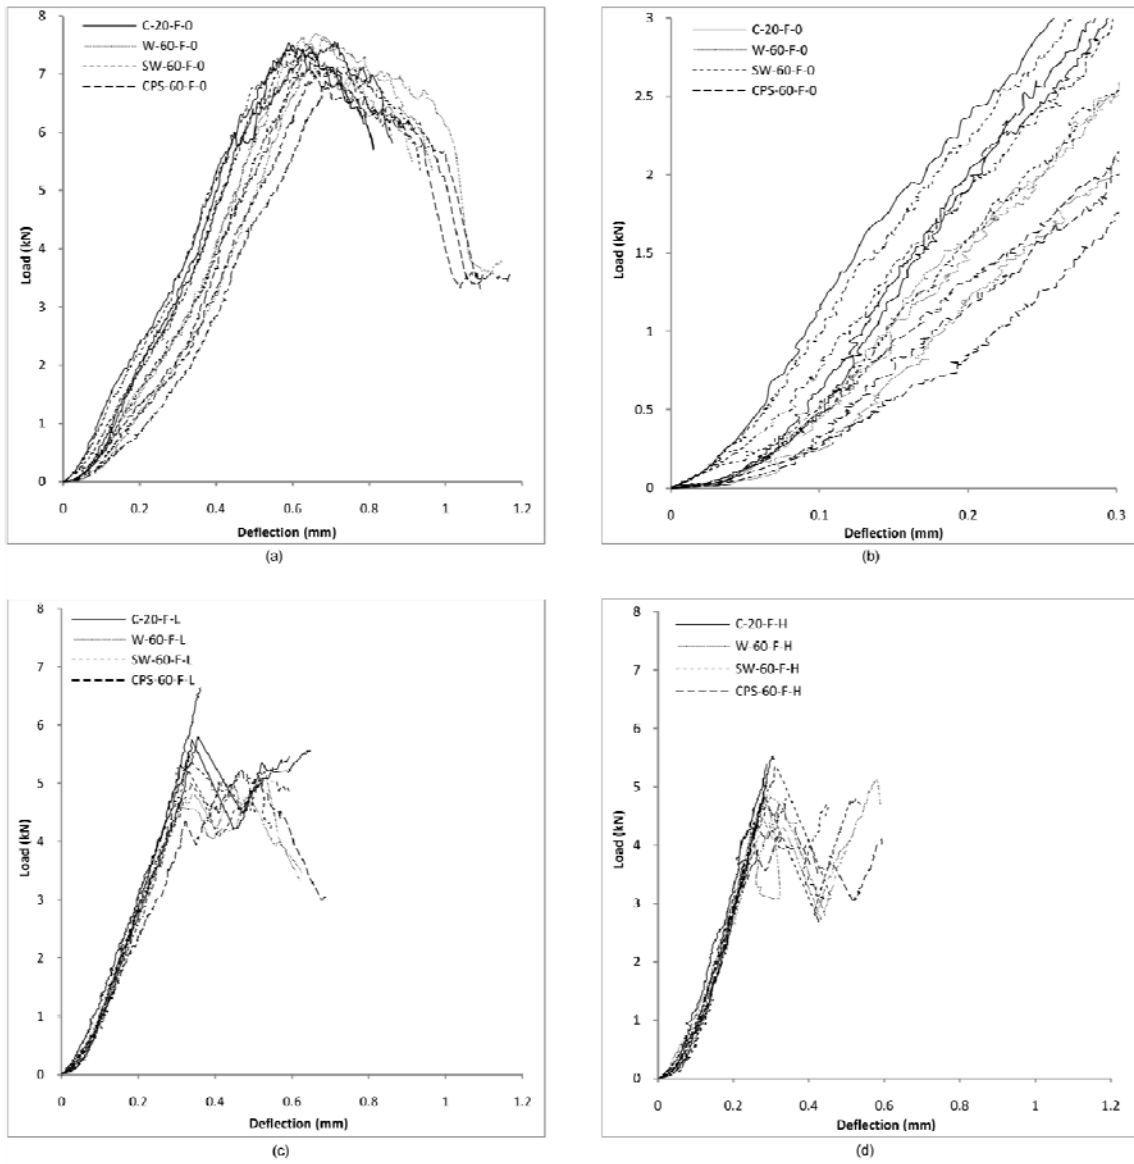 8
7
6
5
4
3
2
1
0
Load (kN)
C-20-F-0
W-60-F-0
SW-60-F-0
CPS-60-F-0
0 0.2 0.4 0.6 0.8 1 1.2
Deflection (mm)
(a)
3
2.5
2
1.5
1
0.5
0
Load (kN)
C-20-F-0
W-60-F-0
SW-60-F-0
CPS-60-F-0
0 0.1 0.2 0.3
Deflection (mm)
(b)
8
7
6
5
4
3
2
1
0
Load (kN)
C-20-F-L
W-60-F-L
SW-60-F-L
CPS-60-F-L
0 0.2 0.4 0.6 0.8 1 1.2
Deflection (mm)
(c)
8
7
6
5
4
3
2
1
0
Load (kN)
C-20-F-H
W-60-F-H
SW-60-F-H
CPS-60-F-H
0 0.2 0.4 0.6 0.8 1 1.2
Deflection (mm)
(d)